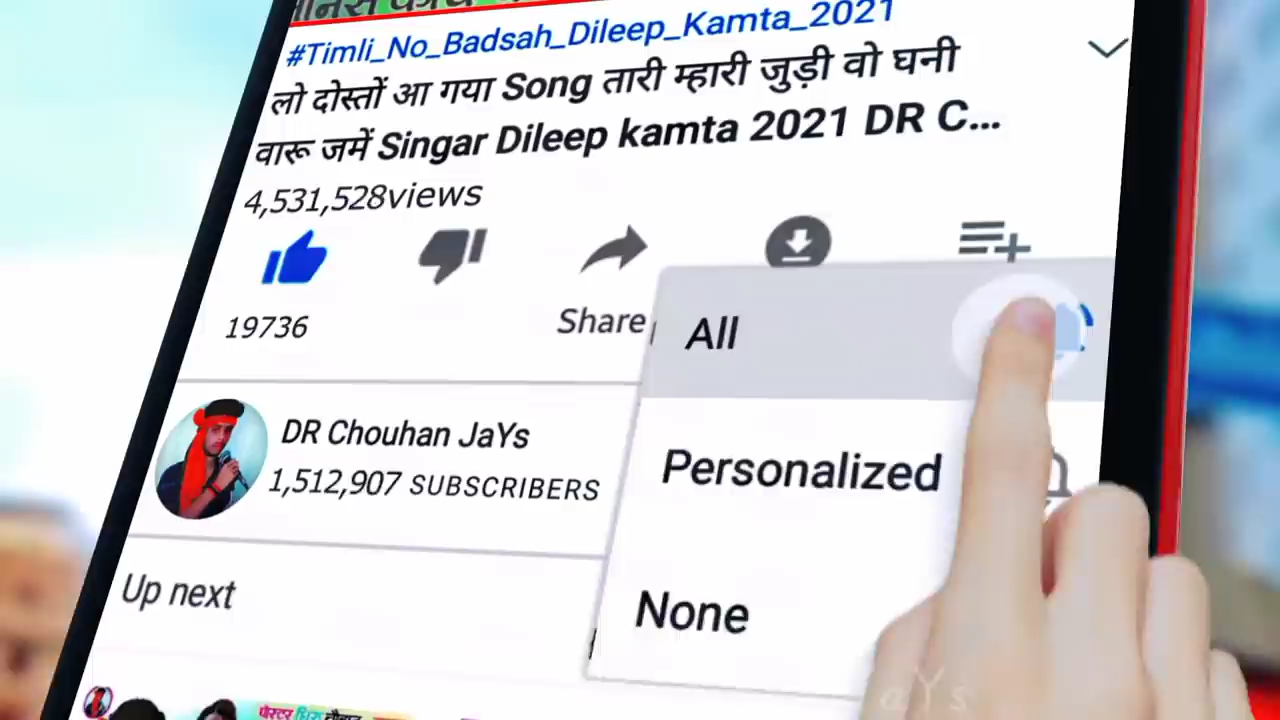 #Timli_No_Badsah_Dileep_Kamta_2021
लो दोस्तों आ गया Song तारी म्हारी जुड़ी वो घनी
वारू जमें Singar Dileep kamta 2021 DR C...
4,531,528views
19736
Share
All
DR Chouhan JaYs
1,512,907 SUBSCRIBERS
Personalized
Up next
None
aYs